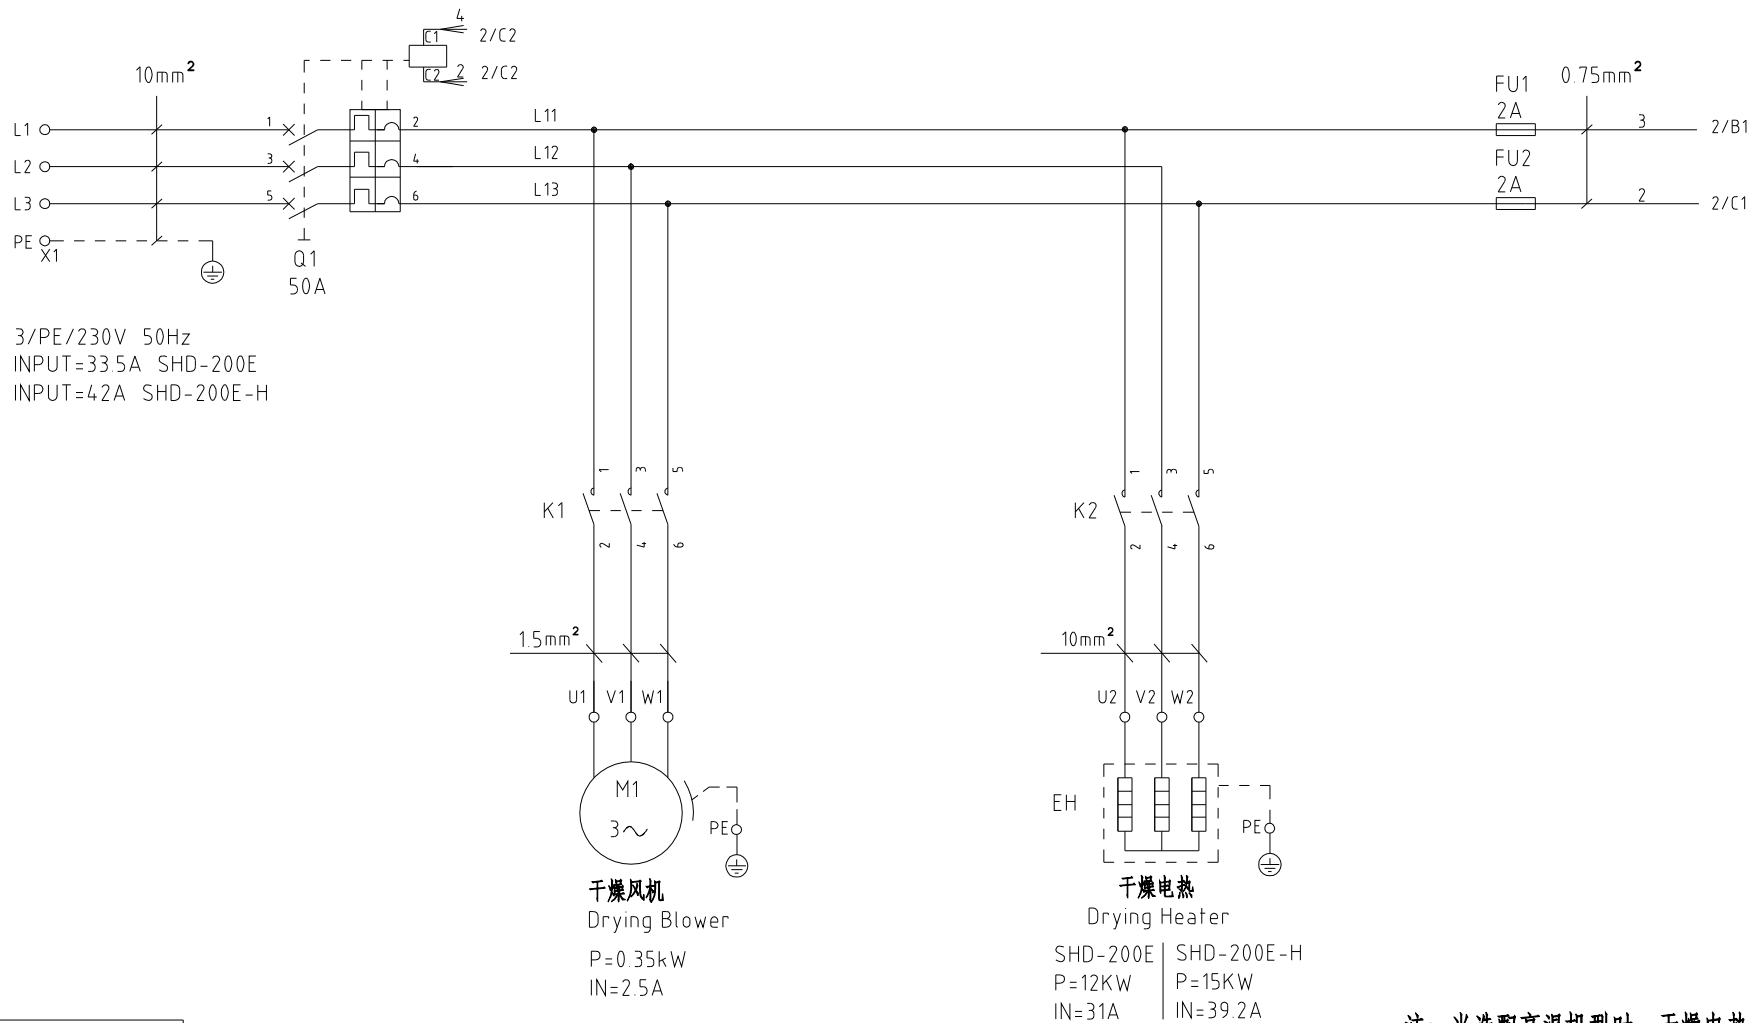 4
C1 2/C2
C2 2 2/C2
10mm²
L1 1 2 L11
L2 3 4 L12
L3 5 6 L13
PE
X1
Q1
50A
FU1
2A
FU2
2A
0.75mm²
3 2/B1
2 2/C1
3/PE/230V 50Hz
INPUT=33.5A SHD-200E
INPUT=42A SHD-200E-H
1 3 5
K1
2 4 6
1.5mm²
U1 V1 W1
M1
3~
PE
干燥风机
Drying Blower
P=0.35kW
IN=2.5A
1 3 5
K2
2 4 6
10mm²
U2 V2 W2
EH
PE
干燥电热
Drying Heater
SHD-200E SHD-200E-H
P=12KW P=15KW
IN=31A IN=39.2A